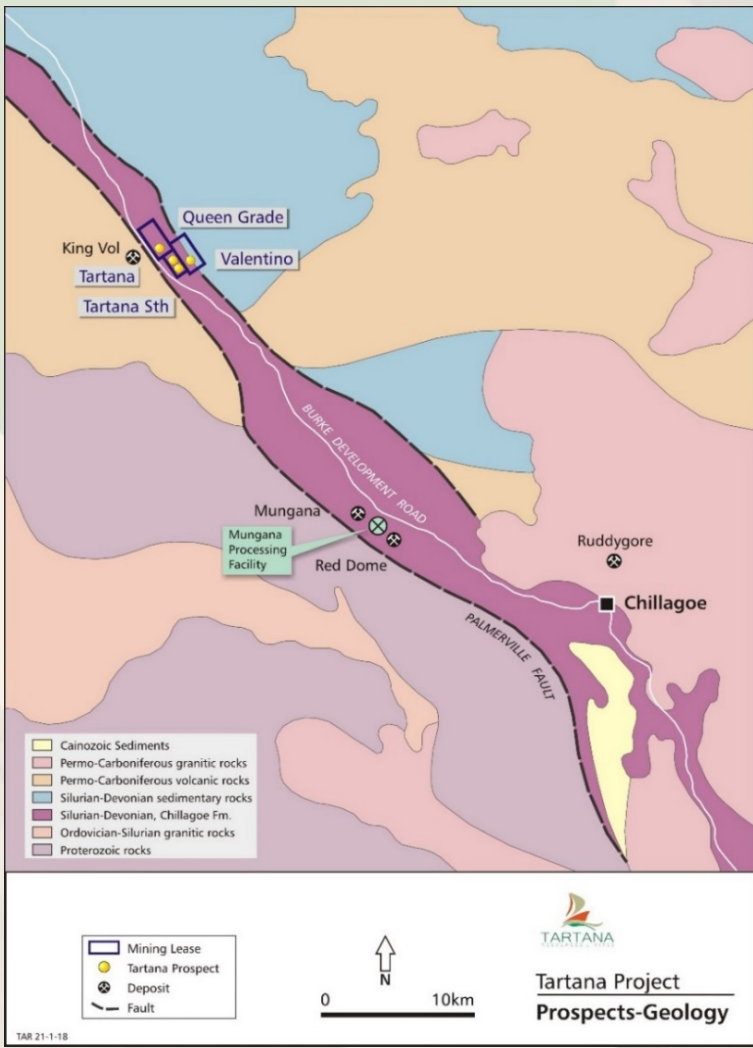 Queen Grade
King Vol
Valentino
Tartana
Tartana Sth
BURKE DEVELOPMENT ROAD
Mungana
Mungana
Processing
Facility
Red Dome
Ruddygore
Chillagoe
PALMERVILLE FAULT
Cainozoic Sediments
Permo-Carboniferous granitic rocks
Permo-Carboniferous volcanic rocks
Silurian-Devonian sedimentary rocks
Silurian-Devonian, Chillagoe Fm.
Ordovician-Silurian granitic rocks
Proterozoic rocks
Mining Lease
Tartana Prospect
Deposit
Fault
N
0 10km
TARTANA
Tartana Project
Prospects-Geology
TAR 21-1-18